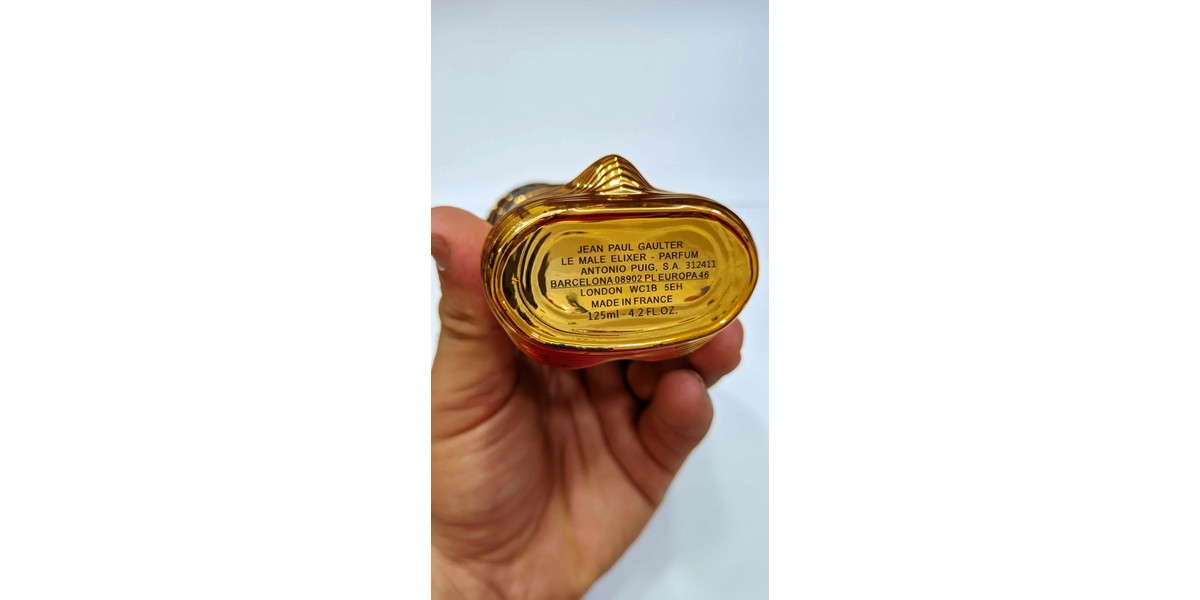 JEAN PAUL GAULTER
LE MALE ELIXER - PARFUM
ANTONIO PUIG, S.A. 312411
BARCELONA 08902 PL EUROPA 46
LONDON WC1B 5EH
MADE IN FRANCE
125ml - 4.2 FL.OZ.